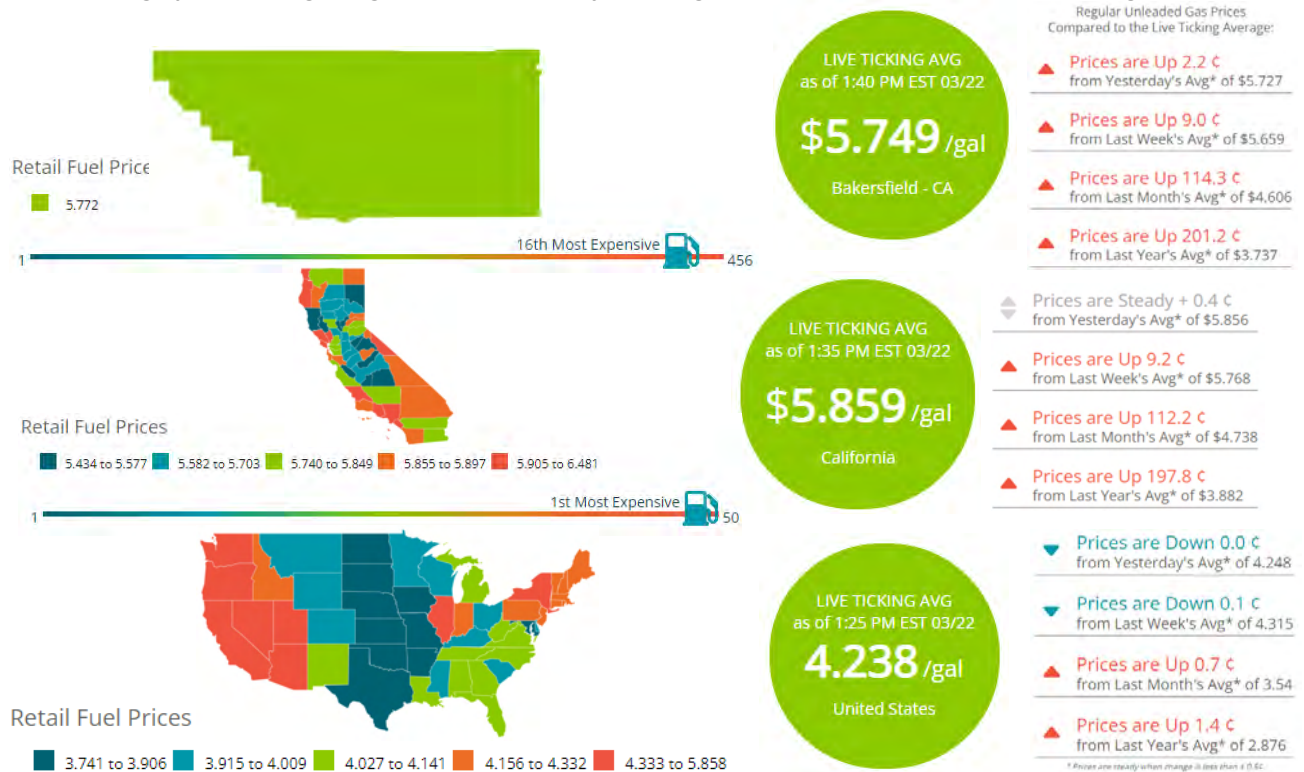 Retail Fuel Price
5.772
1
16th Most Expensive
456
LIVE TICKING AVG
as of 1:40 PM EST 03/22
$5.749 /gal
Bakersfield - CA
Regular Unleaded Gas Prices
Compared to the Live Ticking Average:
Prices are Up 2.2 ¢
from Yesterday's Avg* of $5.727
Prices are Up 9.0 ¢
from Last Week's Avg* of $5.659
Prices are Up 114.3 ¢
from Last Month's Avg* of $4.606
Prices are Up 201.2 ¢
from Last Year's Avg* of $3.737
Retail Fuel Prices
5.434 to 5.577
5.582 to 5.703
5.740 to 5.849
5.855 to 5.897
5.905 to 6.481
1
1st Most Expensive
50
LIVE TICKING AVG
as of 1:35 PM EST 03/22
$5.859 /gal
California
Prices are Steady + 0.4 ¢
from Yesterday's Avg* of $5.856
Prices are Up 9.2 ¢
from Last Week's Avg* of $5.768
Prices are Up 112.2 ¢
from Last Month's Avg* of $4.738
Prices are Up 197.8 ¢
from Last Year's Avg* of $3.882
Retail Fuel Prices
3.741 to 3.906
3.915 to 4.009
4.027 to 4.141
4.156 to 4.332
4.333 to 5.858
LIVE TICKING AVG
as of 1:25 PM EST 03/22
4.238 /gal
United States
Prices are Down 0.0 ¢
from Yesterday's Avg* of 4.248
Prices are Down 0.1 ¢
from Last Week's Avg* of 4.315
Prices are Up 0.7 ¢
from Last Month's Avg* of 3.54
Prices are Up 1.4 ¢
from Last Year's Avg* of 2.876
* Prices are steady when change is less than ± 0.5¢.